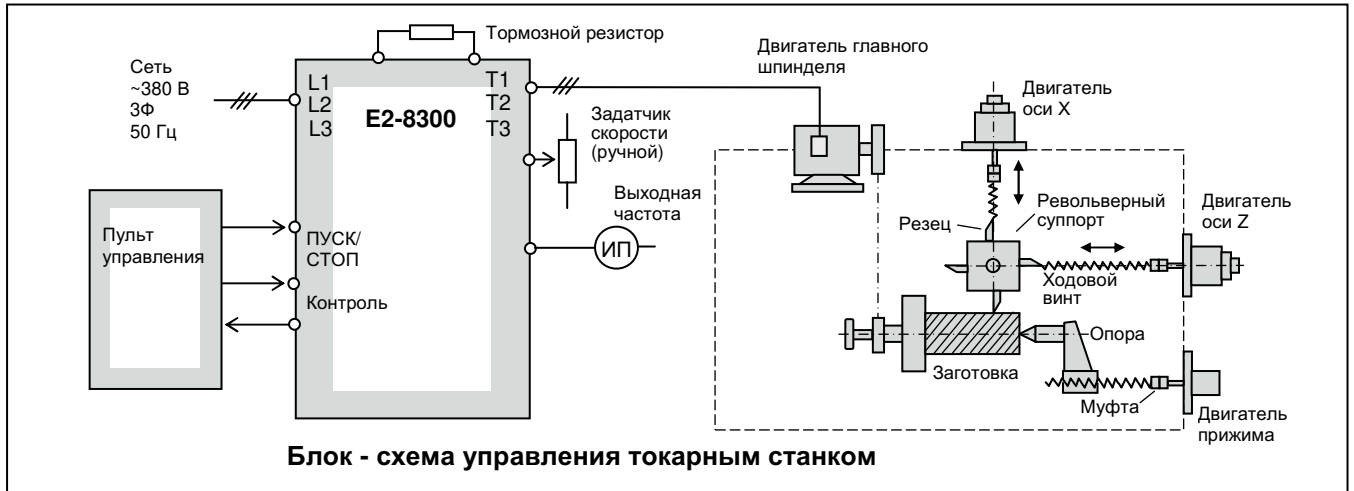 Тормозной резистор
Сеть
~380 В
3Ф
50 Гц
L1
L2
L3
E2-8300
T1
T2
T3
Задатчик
скорости
(ручной)
Выходная
частота
ИП
Пульт
управления
ПУСК/
СТОП
Контроль
Двигатель главного
шпинделя
Двигатель
оси X
Резец
Револьверный
суппорт
Двигатель
оси Z
Ходовой
винт
Опора
Заготовка
Муфта
Двигатель
прижима
Блок - схема управления токарным станком